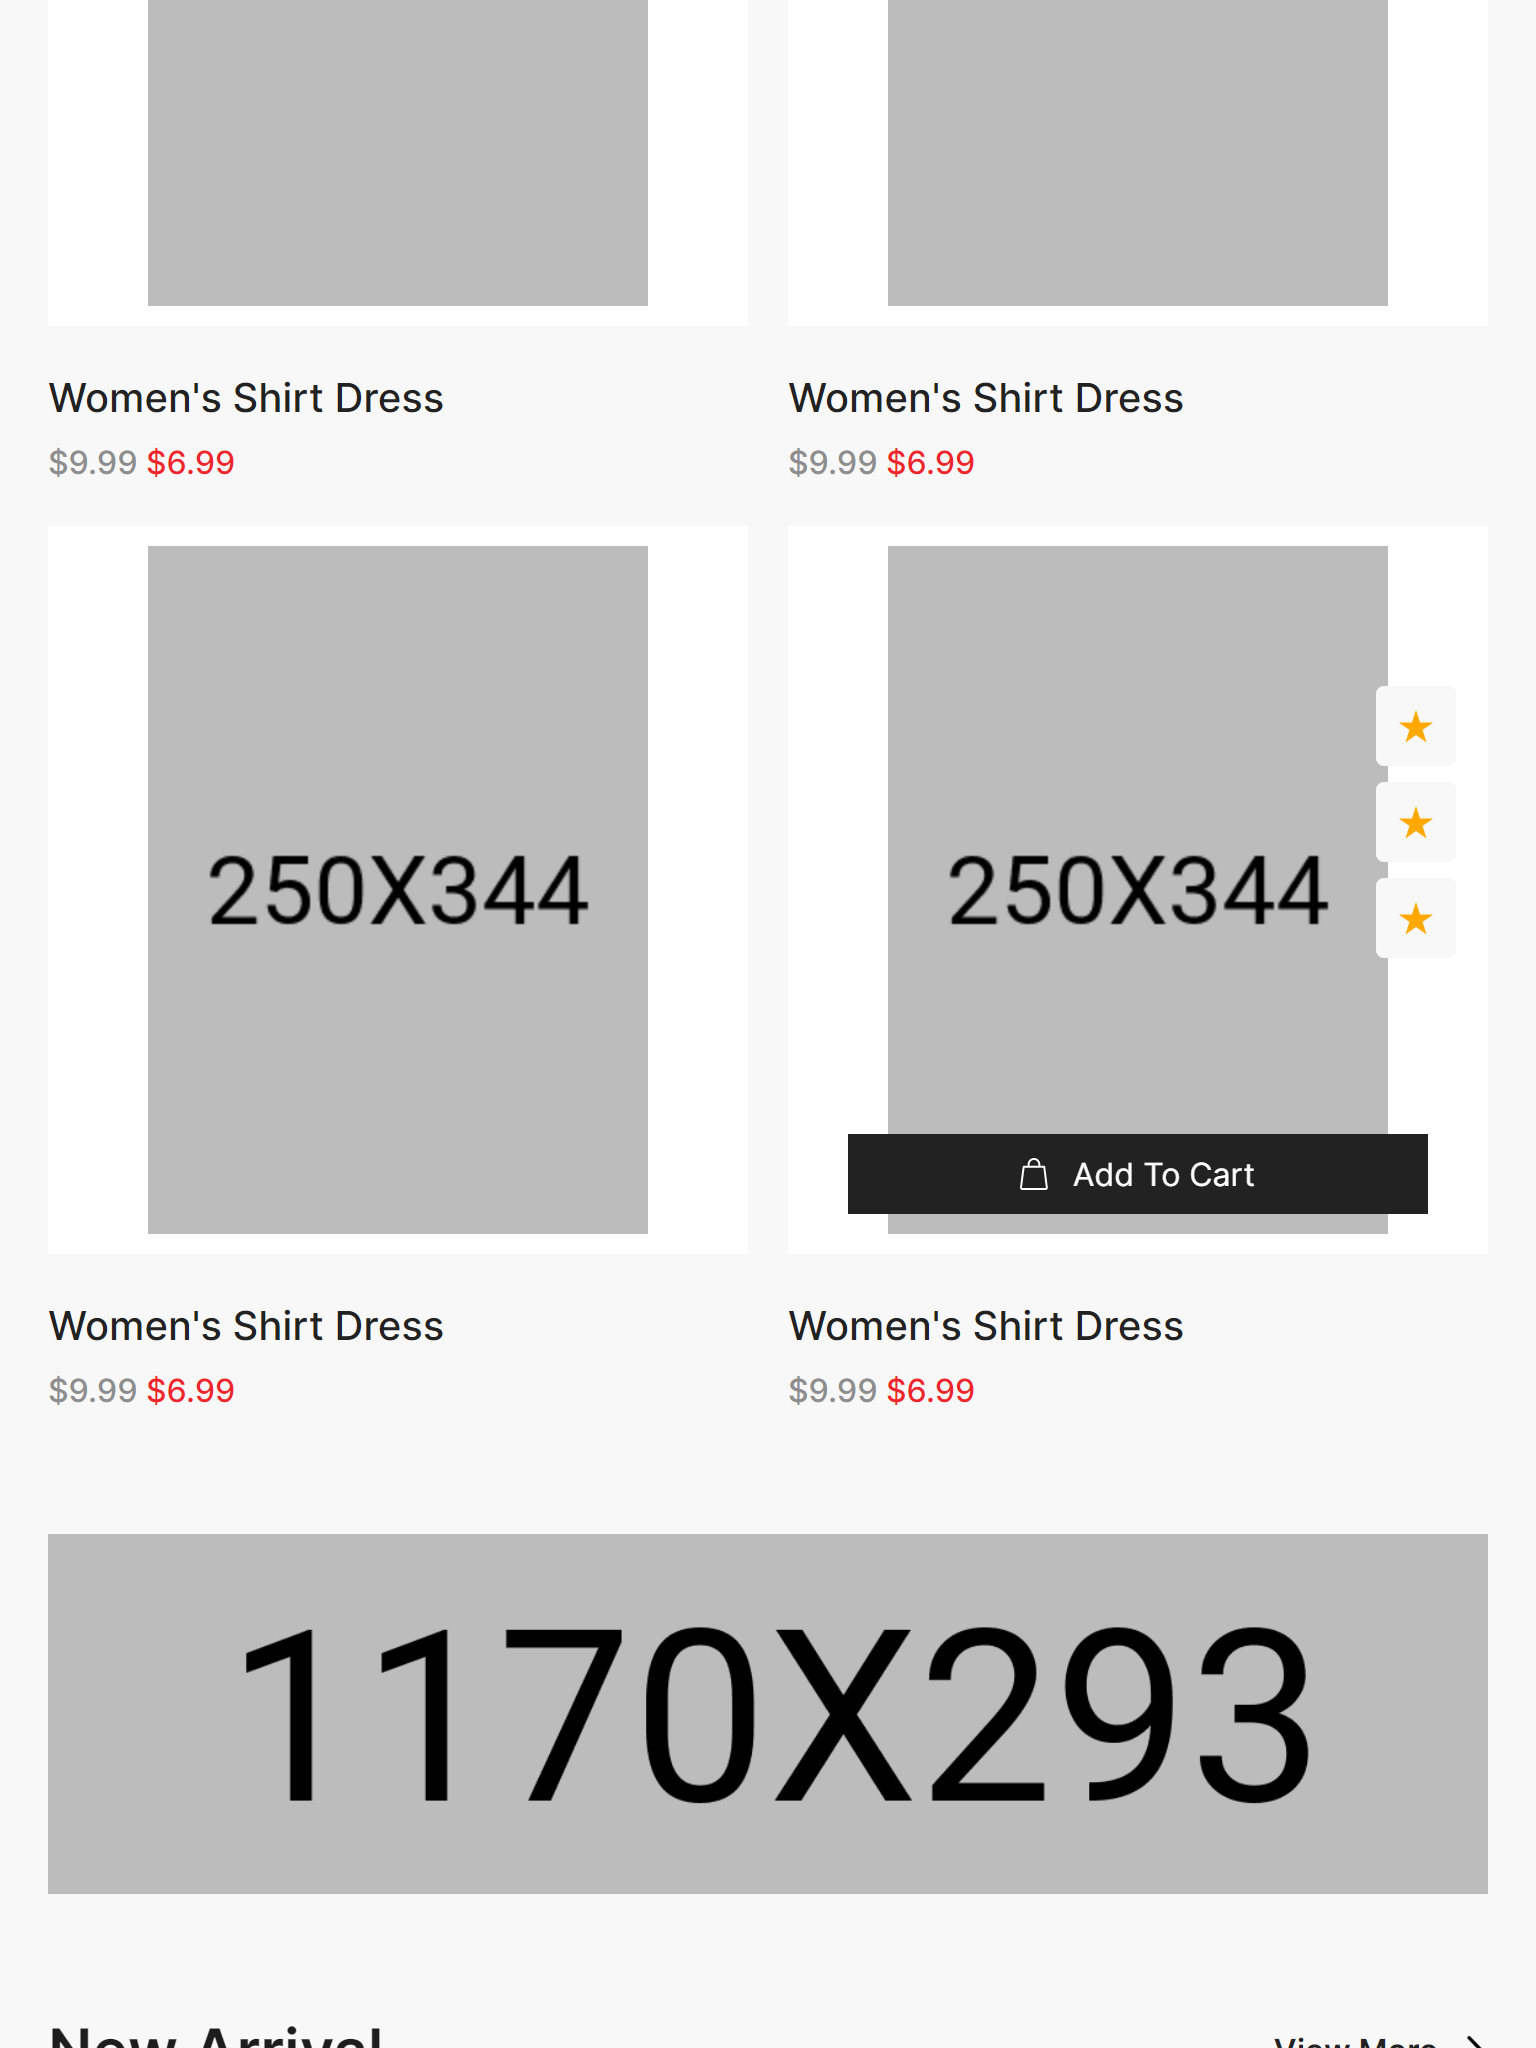 Women's Shirt Dress
$9.99 $6.99
Women's Shirt Dress
$9.99 $6.99
250X344
250X344
Add To Cart
Women's Shirt Dress
$9.99 $6.99
Women's Shirt Dress
$9.99 $6.99
1170X293
New Arrival
View More